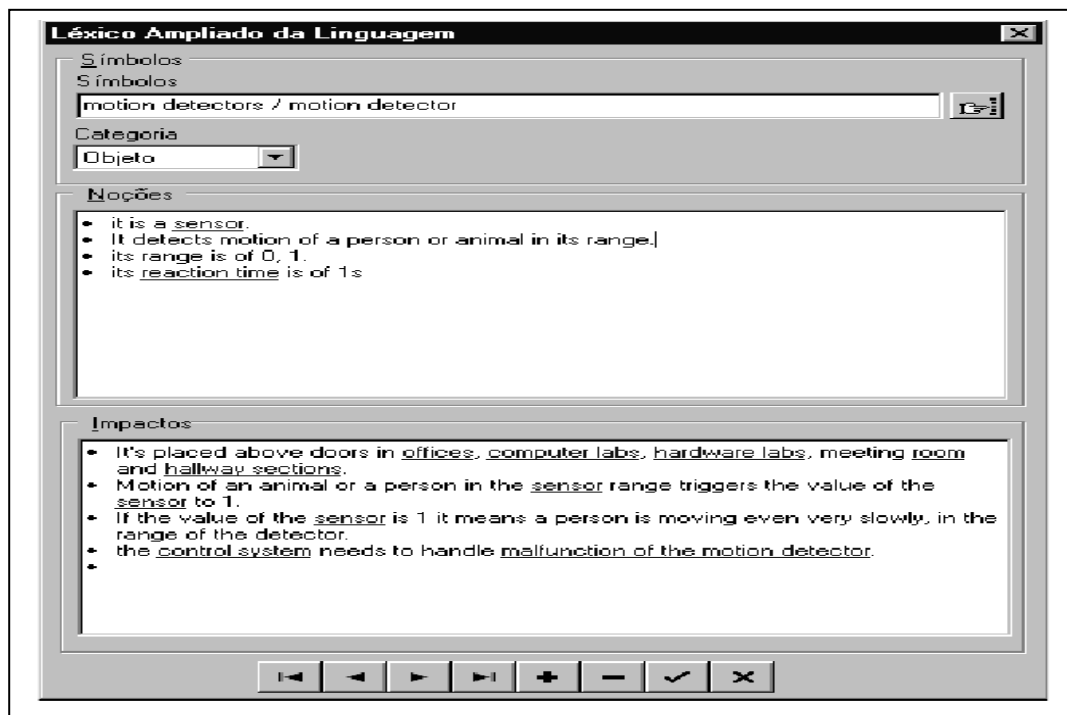 Léxico Ampliado da Linguagem
Símbolos
Símbolos
motion detectors / motion detector
Categoria
Objeto
Noções
• it is a sensor.
• It detects motion of a person or animal in its range.
• its range is of 0, 1.
• its reaction time is of 1s
Impactos
• It's placed above doors in offices, computer labs, hardware labs, meeting room
and hallway sections.
• Motion of an animal or a person in the sensor range triggers the value of the
sensor to 1.
• If the value of the sensor is 1 it means a person is moving even very slowly, in the
range of the detector.
• the control system needs to handle malfunction of the motion detector.
•